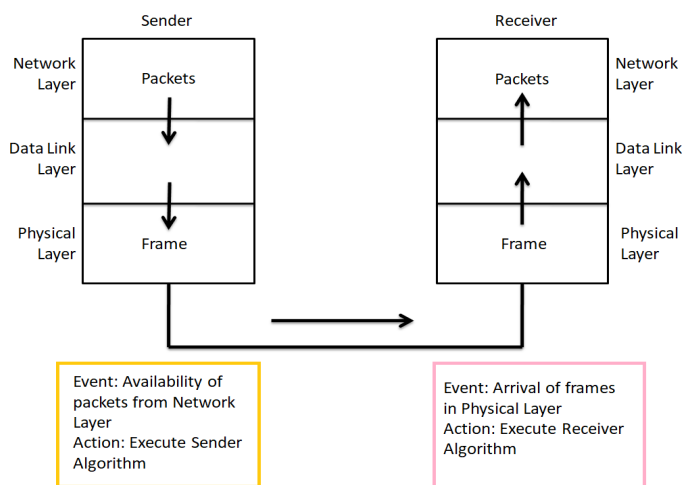 Sender
Receiver
Network
Layer
Packets
Packets
Network
Layer
Data Link
Layer
Data Link
Layer
Physical
Layer
Frame
Frame
Physical
Layer
Event: Availability of
packets from Network
Layer
Action: Execute Sender
Algorithm
Event: Arrival of frames
in Physical Layer
Action: Execute Receiver
Algorithm